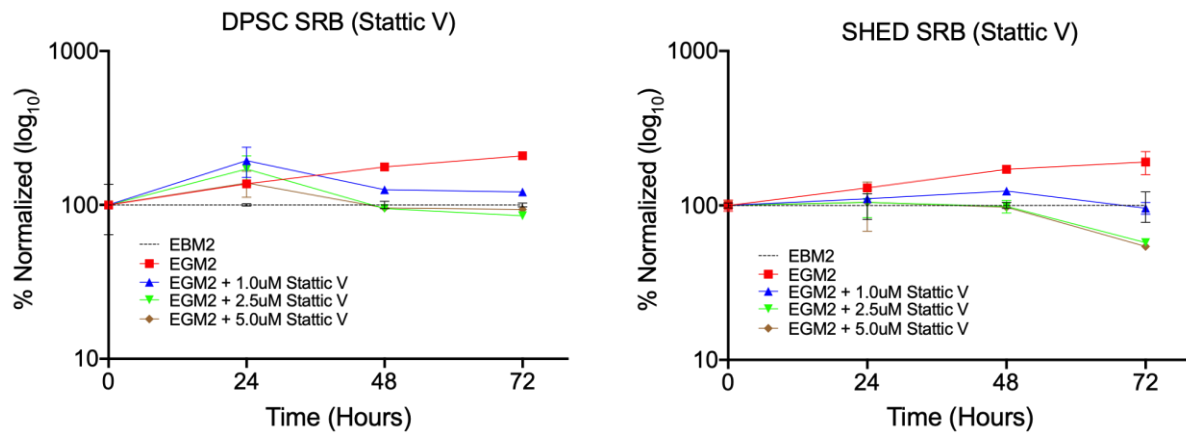 DPSC SRB (Stattic V)
% Normalized (log10)
1000
100
10
EBM2
EGM2
EGM2 + 1.0uM Stattic V
EGM2 + 2.5uM Stattic V
EGM2 + 5.0uM Stattic V
0 24 48 72
Time (Hours)
SHED SRB (Stattic V)
% Normalized (log10)
1000
100
10
EBM2
EGM2
EGM2 + 1.0uM Stattic V
EGM2 + 2.5uM Stattic V
EGM2 + 5.0uM Stattic V
0 24 48 72
Time (Hours)